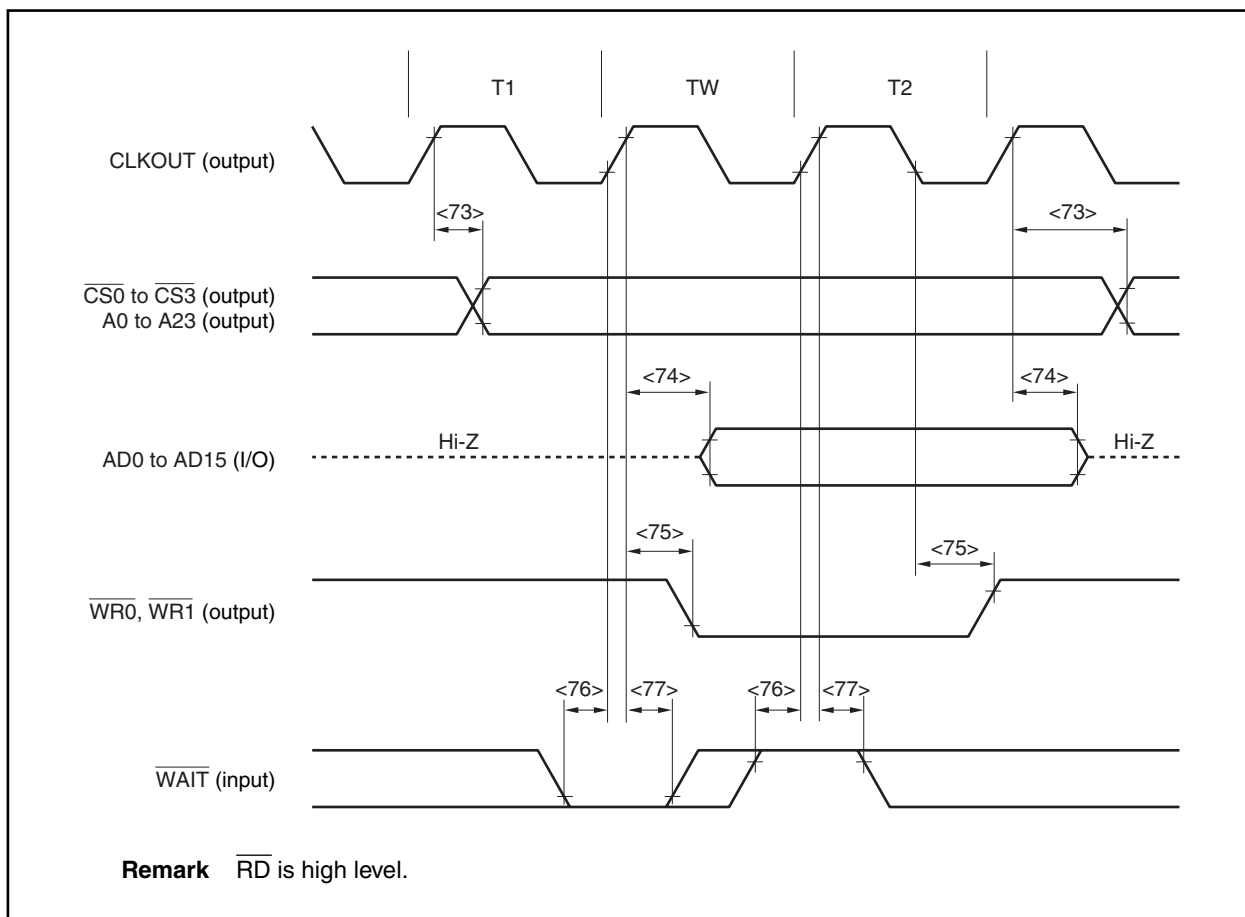 T1 TW T2
CLKOUT (output)
<73> <73>
CS0 to CS3 (output)
A0 to A23 (output)
<74> <74>
Hi-Z Hi-Z
AD0 to AD15 (I/O)
<75> <75>
WR0, WR1 (output)
<76> <77> <76> <77>
WAIT (input)
Remark RD is high level.